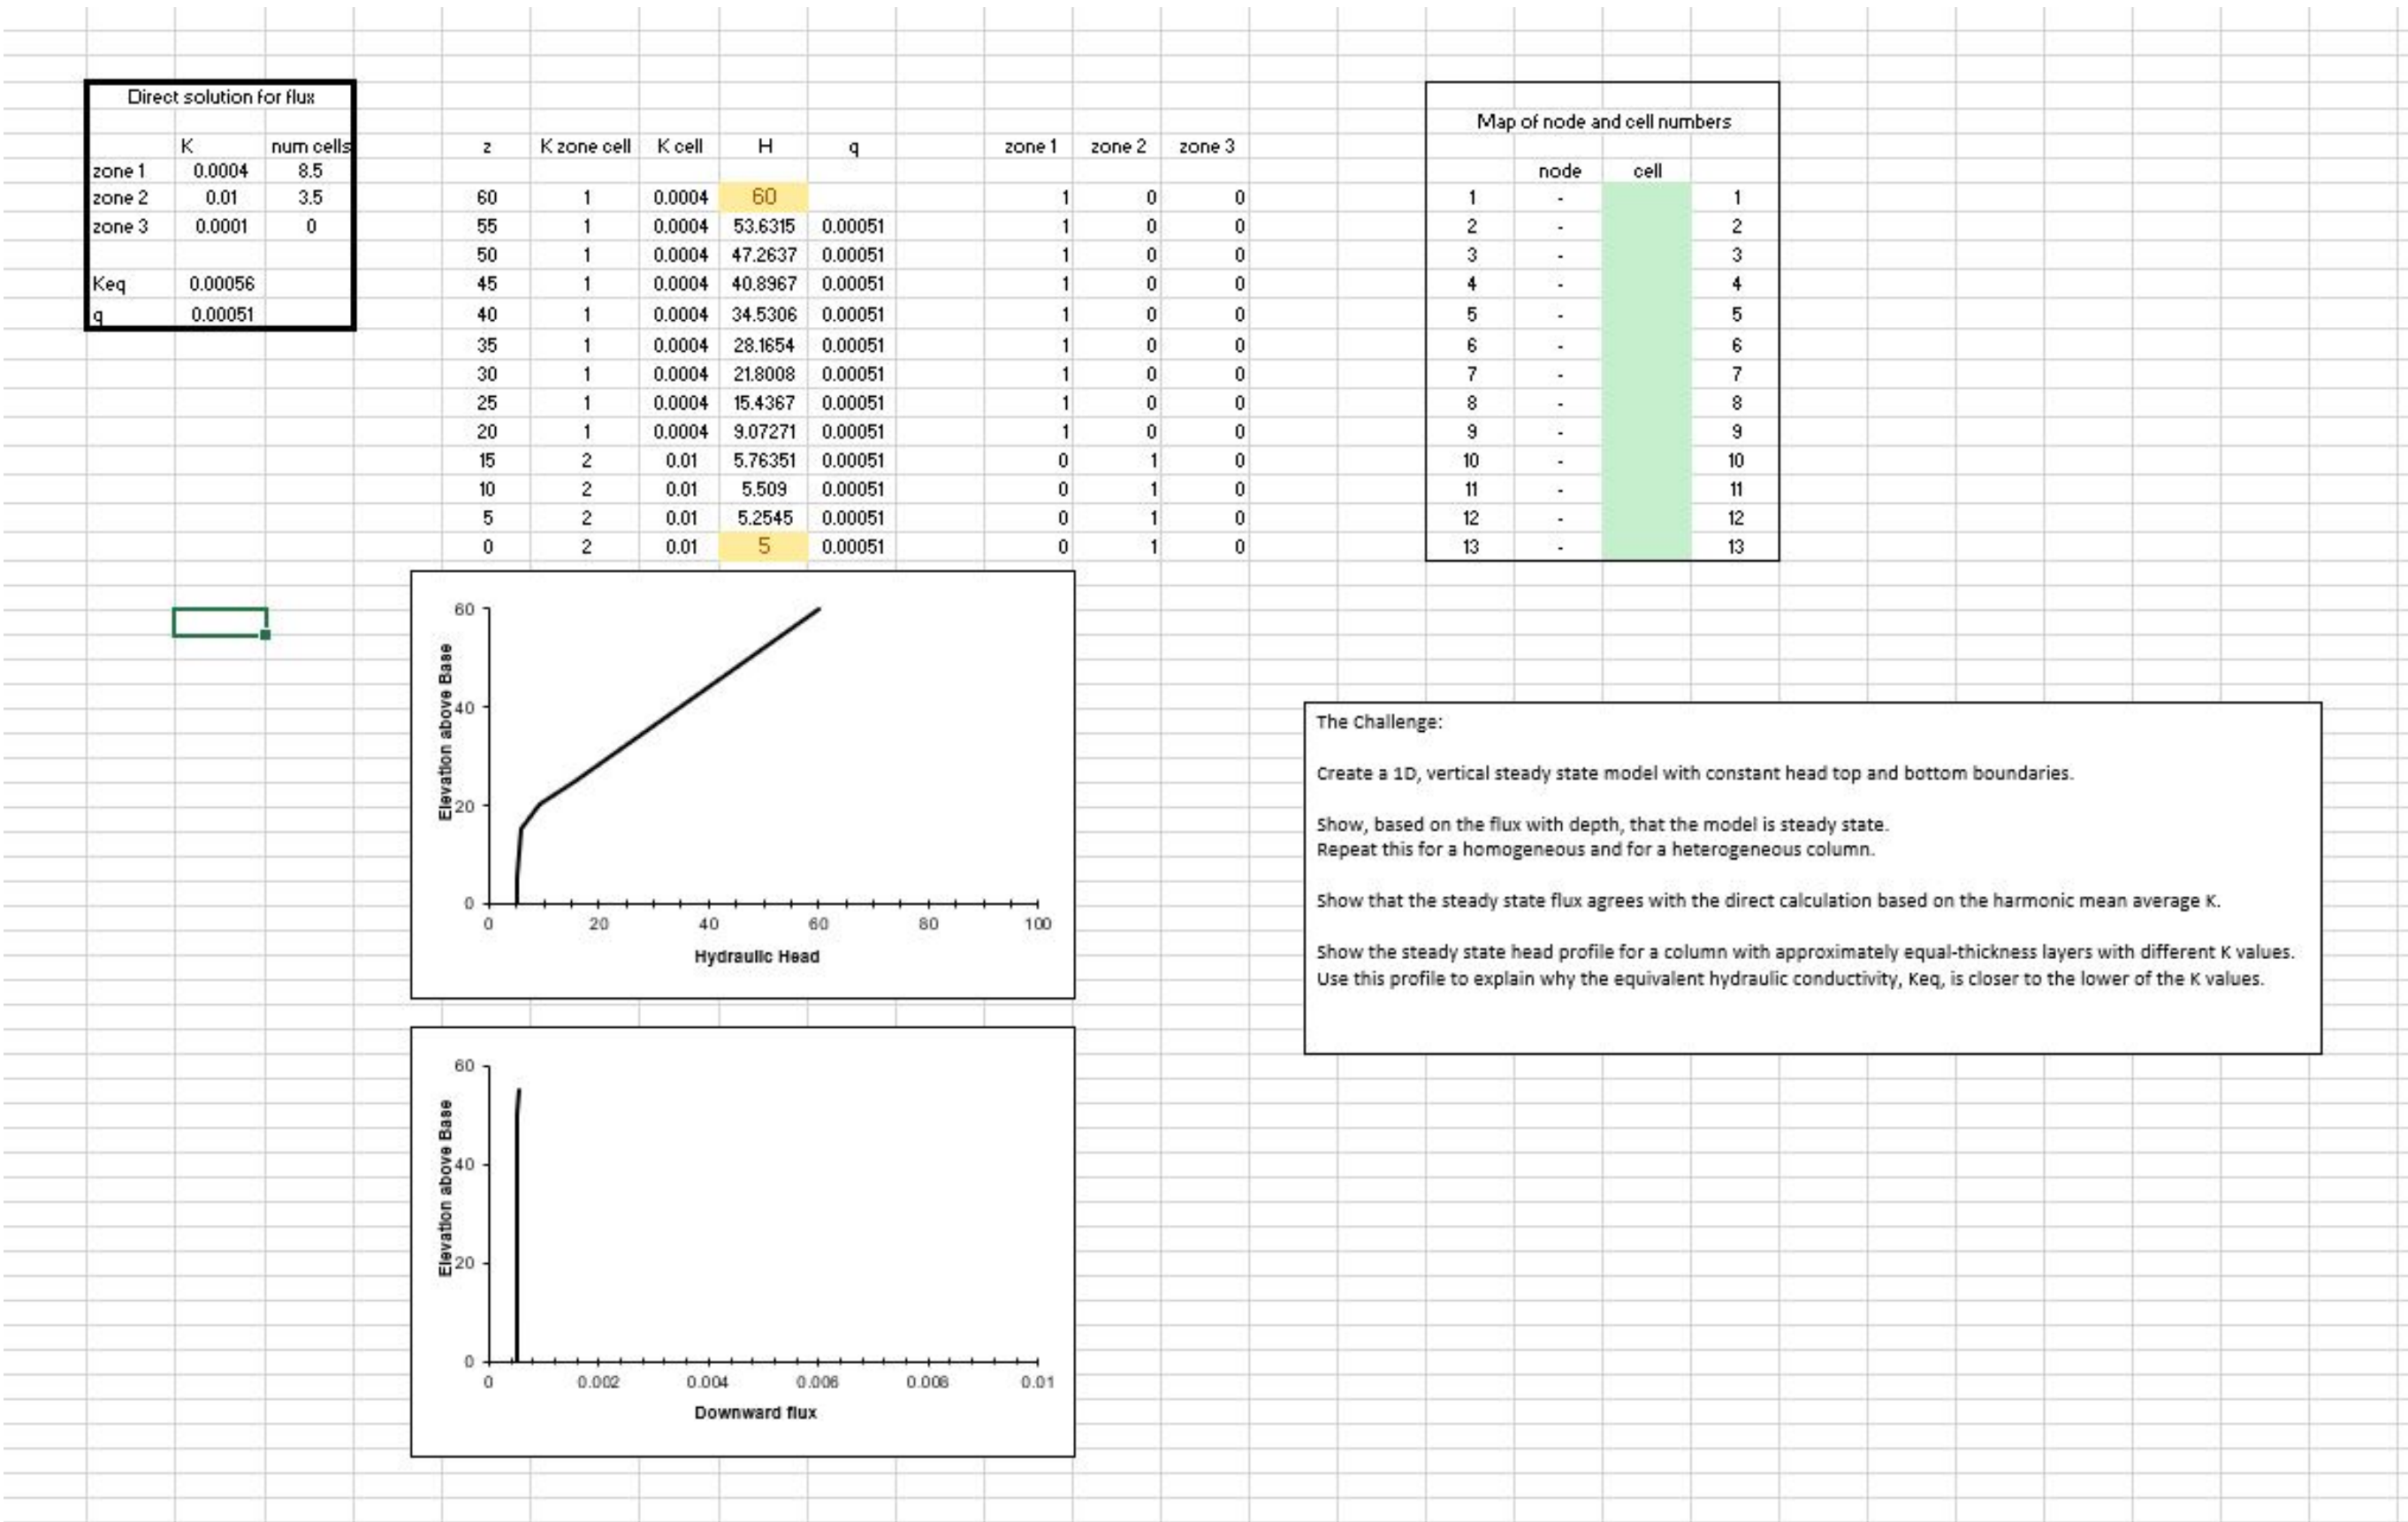 Direct solution for flux
K num cells
zone 1 0.0004 8.5
zone 2 0.01 3.5
zone 3 0.0001 0
Keq 0.00056
q 0.00051
z K zone cell K cell H q
60 1 0.0004 60
55 1 0.0004 53.6315 0.00051
50 1 0.0004 47.2637 0.00051
45 1 0.0004 40.8967 0.00051
40 1 0.0004 34.5306 0.00051
35 1 0.0004 28.1654 0.00051
30 1 0.0004 21.8008 0.00051
25 1 0.0004 15.4367 0.00051
20 1 0.0004 9.07271 0.00051
15 2 0.01 5.76351 0.00051
10 2 0.01 5.509 0.00051
5 2 0.01 5.2545 0.00051
0 2 0.01 5 0.00051
zone 1 zone 2 zone 3
1 0 0
1 0 0
1 0 0
1 0 0
1 0 0
1 0 0
1 0 0
1 0 0
1 0 0
0 1 0
0 1 0
0 1 0
0 1 0
Map of node and cell numbers
node cell
1 - 1
2 - 2
3 - 3
4 - 4
5 - 5
6 - 6
7 - 7
8 - 8
9 - 9
10 - 10
11 - 11
12 - 12
13 - 13
Elevation above Base
60
40
20
0
0 20 40 60 80 100
Hydraulic Head
Elevation above Base
60
40
20
0
0 0.002 0.004 0.006 0.008 0.01
Downward flux
The Challenge:
Create a 1D, vertical steady state model with constant head top and bottom boundaries.
Show, based on the flux with depth, that the model is steady state.
Repeat this for a homogeneous and for a heterogeneous column.
Show that the steady state flux agrees with the direct calculation based on the harmonic mean average K.
Show the steady state head profile for a column with approximately equal-thickness layers with different K values.
Use this profile to explain why the equivalent hydraulic conductivity, Keq, is closer to the lower of the K values.